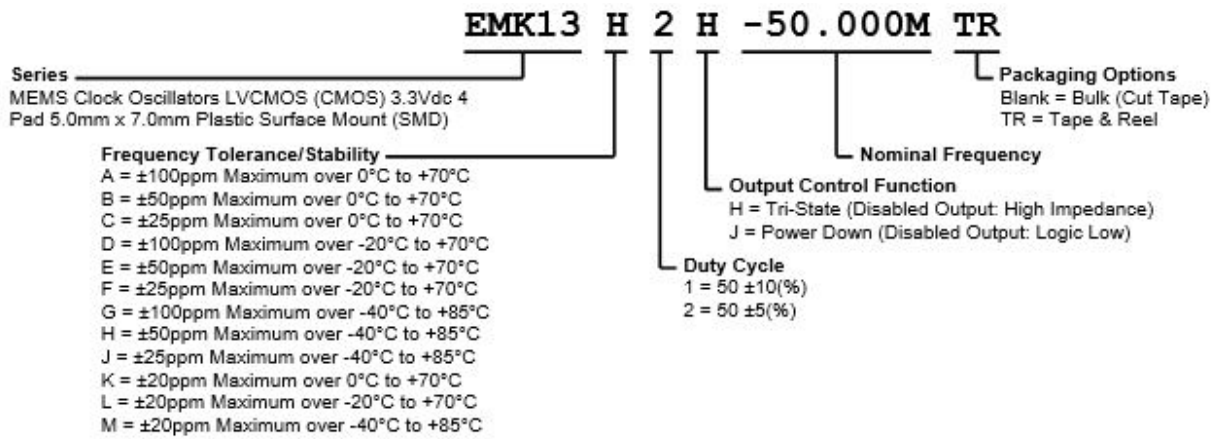 EMK13 H 2 H -50.000M TR
Series
MEMS Clock Oscillators LVCMOS (CMOS) 3.3Vdc 4
Pad 5.0mm x 7.0mm Plastic Surface Mount (SMD)
Packaging Options
Blank = Bulk (Cut Tape)
TR = Tape & Reel
Frequency Tolerance/Stability
A = ±100ppm Maximum over 0°C to +70°C
B = ±50ppm Maximum over 0°C to +70°C
C = ±25ppm Maximum over 0°C to +70°C
D = ±100ppm Maximum over -20°C to +70°C
E = ±50ppm Maximum over -20°C to +70°C
F = ±25ppm Maximum over -20°C to +70°C
G = ±100ppm Maximum over -40°C to +85°C
H = ±50ppm Maximum over -40°C to +85°C
J = ±25ppm Maximum over -40°C to +85°C
K = ±20ppm Maximum over 0°C to +70°C
L = ±20ppm Maximum over -20°C to +70°C
M = ±20ppm Maximum over -40°C to +85°C
Nominal Frequency
Output Control Function
H = Tri-State (Disabled Output: High Impedance)
J = Power Down (Disabled Output: Logic Low)
Duty Cycle
1 = 50 ±10(%)
2 = 50 ±5(%)